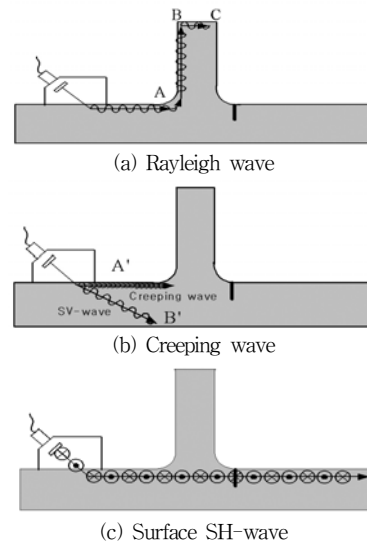 B C
A
(a) Rayleigh wave
A'
Creeping wave
SV-wave
B'
(b) Creeping wave
(c) Surface SH-wave